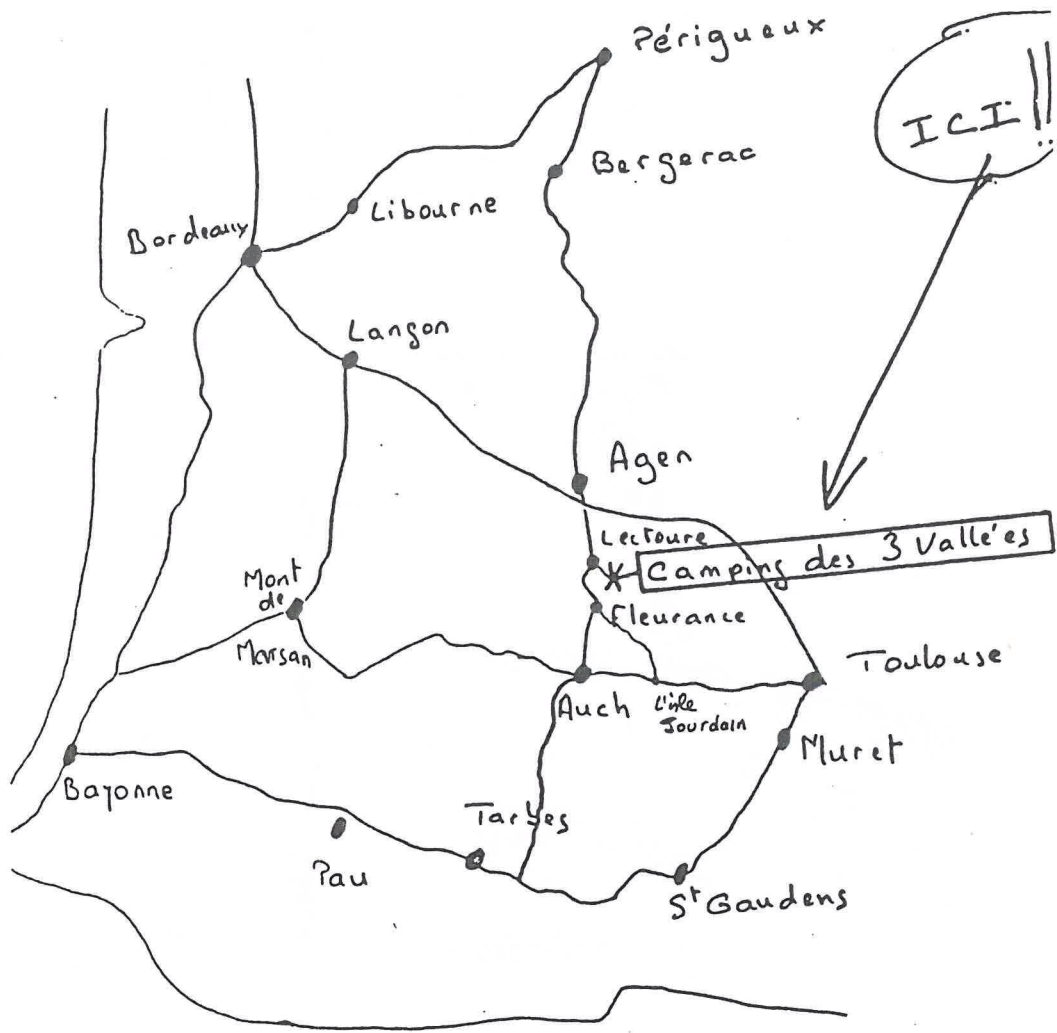 Périgueux
ICI !!
Bergerac
Libourne
Bordeaux
Langon
Agen
Lectoure
Camping des 3 Vallées
Mont
de
Marsan
Fleurance
Toulouse
Auch
L'isle
Jourdain
Muret
Bayonne
Tarbes
Pau
St Gaudens